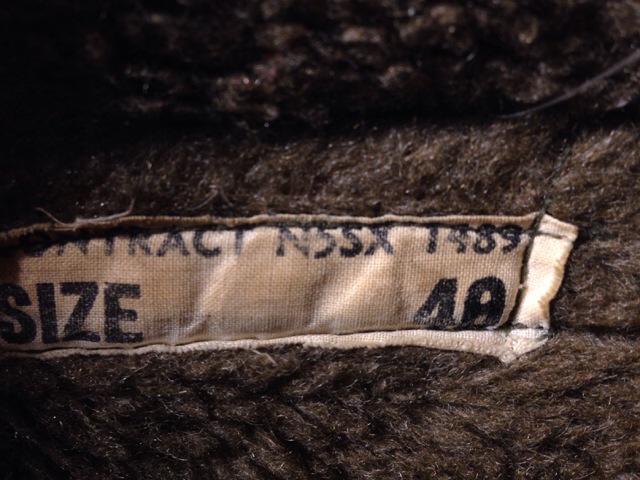 ONTRACT N5SX 1489
SIZE 40